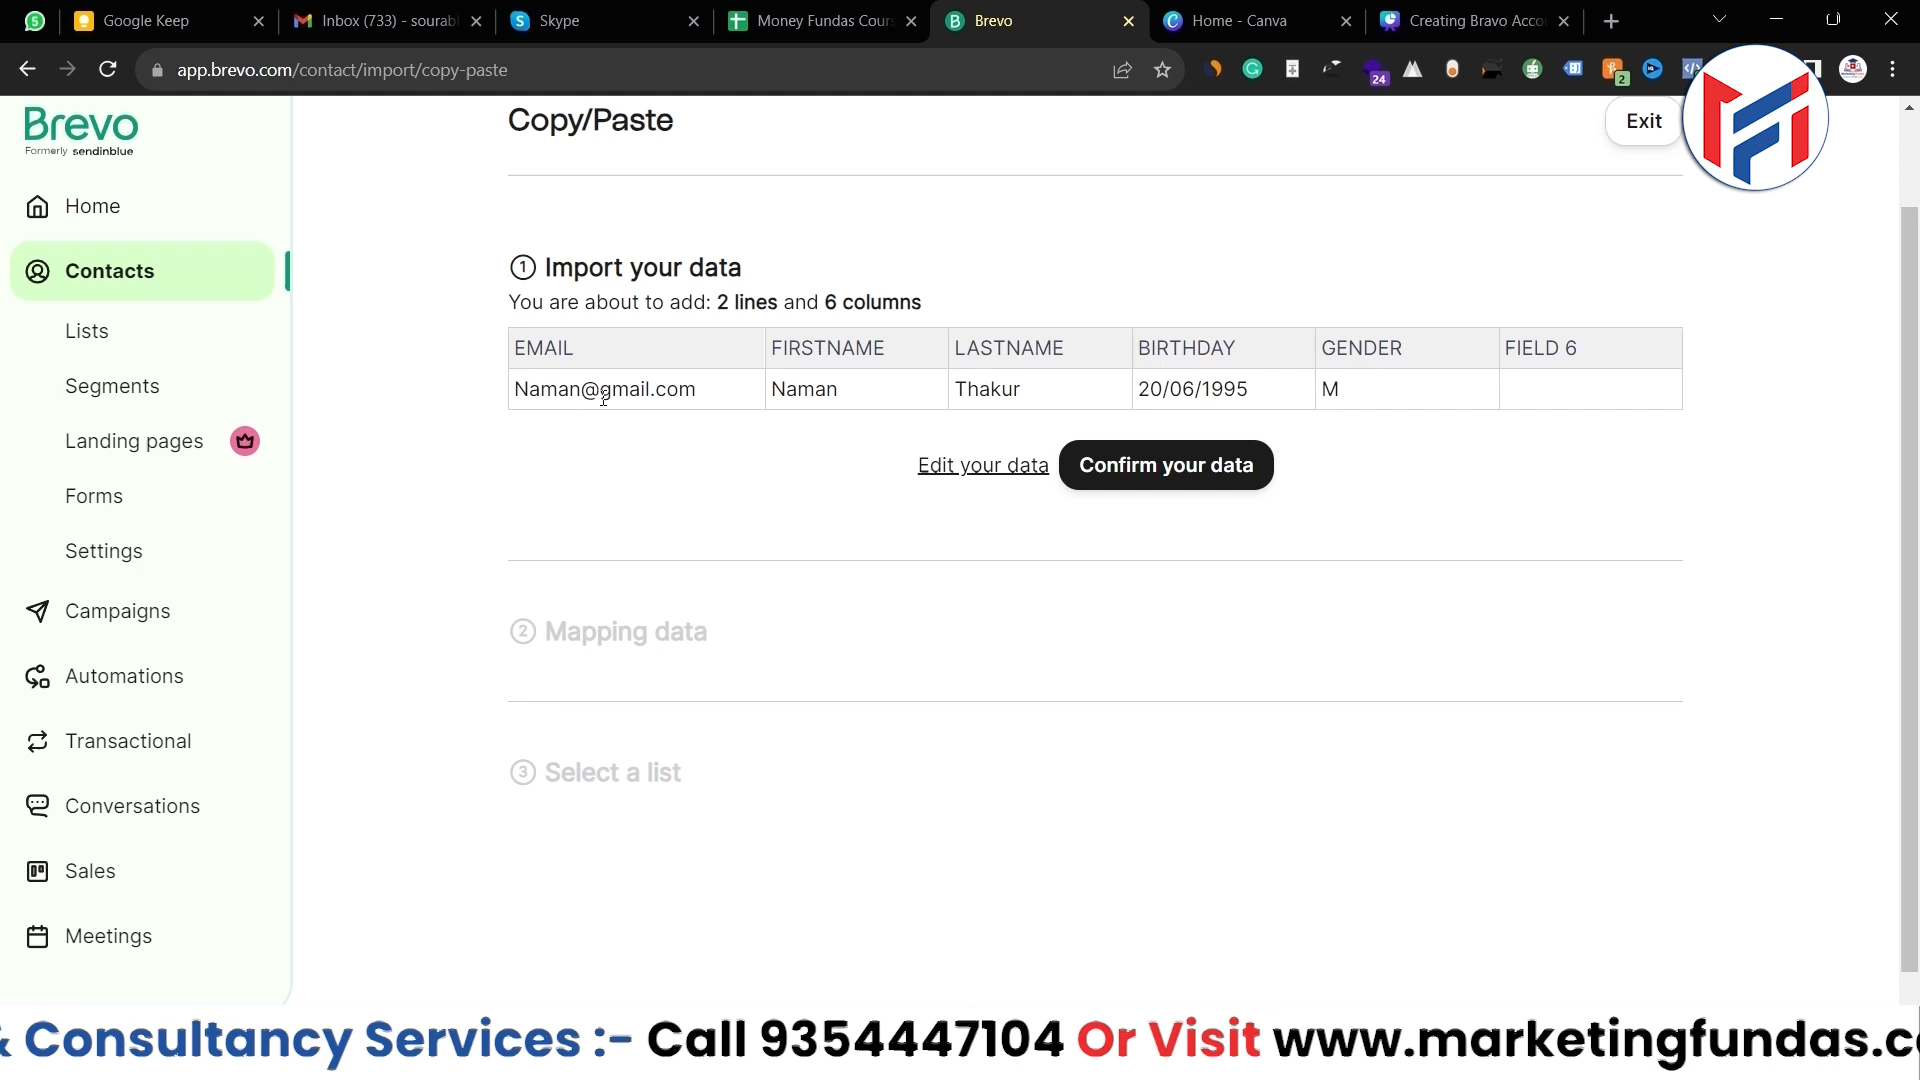 Google Keep
Inbox (733) - sourabl
Skype
Money Fundas Cour
Brevo
Home - Canva
Creating Bravo Acco
app.brevo.com/contact/import/copy-paste
24
2
Brevo
Formerly sendinblue
Home
Contacts
Lists
Segments
Landing pages
Forms
Settings
Campaigns
Automations
Transactional
Conversations
Sales
Meetings
Copy/Paste
Exit
1 Import your data
You are about to add: 2 lines and 6 columns
EMAIL FIRSTNAME LASTNAME BIRTHDAY GENDER FIELD 6
Naman@gmail.com Naman Thakur 20/06/1995 M
Edit your data Confirm your data
2 Mapping data
3 Select a list
& Consultancy Services :- Call 9354447104 Or Visit www.marketingfundas.c